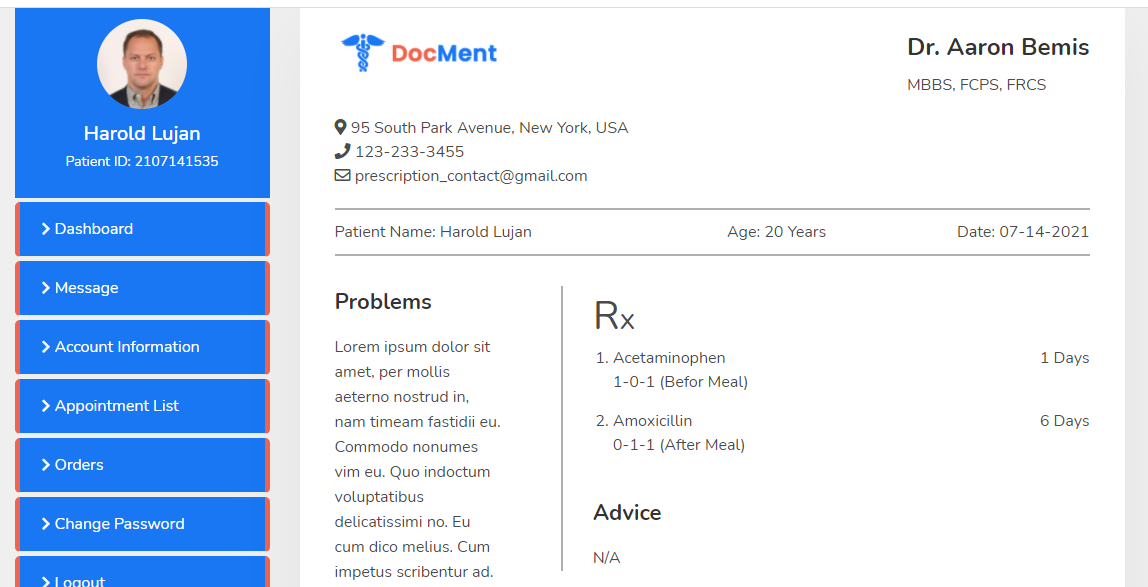 Harold Lujan
Patient ID: 2107141535
Dashboard
Message
Account Information
Appointment List
Orders
Change Password
Logout
DocMent
Dr. Aaron Bemis
MBBS, FCPS, FRCS
95 South Park Avenue, New York, USA
123-233-3455
prescription_contact@gmail.com
Patient Name: Harold Lujan Age: 20 Years Date: 07-14-2021
Problems
Lorem ipsum dolor sit
amet, per mollis
aeterno nostrud in,
nam timeam fastidii eu.
Commodo nonumes
vim eu. Quo indoctum
voluptatibus
delicatissimi no. Eu
cum dico melius. Cum
impetus scribentur ad.
Rx
1. Acetaminophen 1 Days
1-0-1 (Befor Meal)
2. Amoxicillin 6 Days
0-1-1 (After Meal)
Advice
N/A